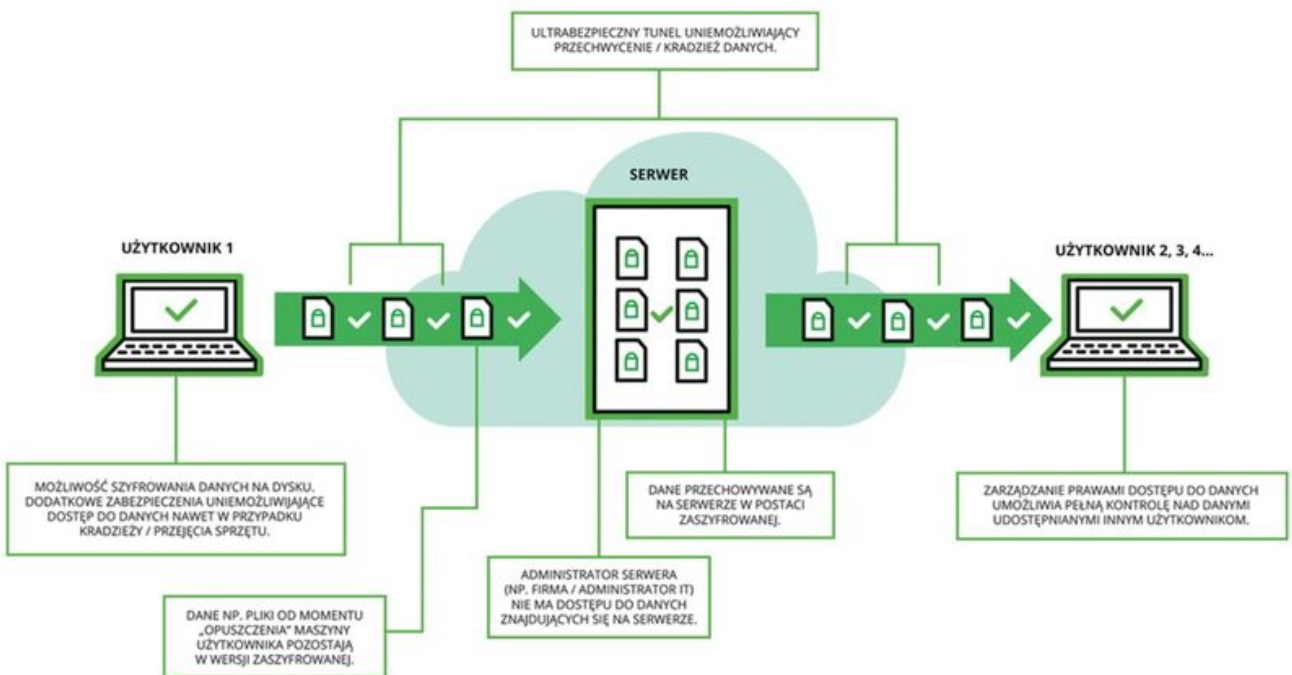 ULTRABEZPIECZNY TUNEL UNIEMOŻLIWIAJĄCY
PRZECHWYCENIE / KRADZIEŻ DANYCH.
SERWER
UŻYTKOWNIK 1
UŻYTKOWNIK 2, 3, 4...
MOŻLIWOŚĆ SZYFROWANIA DANYCH NA DYSKU.
DODATKOWE ZABEZPIECZENIA UNIEMOŻLIWIJAJĄCE
DOSTĘP DO DANYCH NAWET W PRZYPADKU
KRADZIEŻY / PRZEJĘCIA SPRZĘTU.
DANE PRZECHOWYWANE SĄ
NA SERWERZE W POSTACI
ZASZYFROWANEJ.
ZARZĄDZANIE PRAWAMI DOSTĘPU DO DANYCH
UMOŻLIWIA PEŁNĄ KONTROLĘ NAD DANYMI
UDOSTĘPNIANYMI INNYM UŻYTKOWNIKOM.
ADMINISTRATOR SERWERA
(NP. FIRMA / ADMINISTRATOR IT)
NIE MA DOSTĘPU DO DANYCH
ZNAJDUJĄCYCH SIĘ NA SERWERZE.
DANE NP. PLIKI OD MOMENTU
„OPUSZCZENIA” MASZYNY
UŻYTKOWNIKA POZOSTAJĄ
W WERSJI ZASZYFROWANEJ.